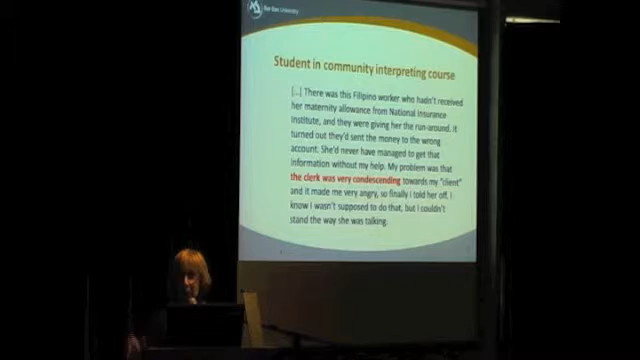 Bar-Ilan University
Student in community interpreting course
[...] There was this Filipino worker who hadn't received
her maternity allowance from National Insurance
Institute, and they were giving her the run-around. It
turned out they'd sent the money to the wrong
account. She'd never have managed to get that
information without my help. My problem was that
the clerk was very condescending towards my "client"
and it made me very angry, so finally I told her off. I
know I wasn't supposed to do that, but I couldn't
stand the way she was talking.